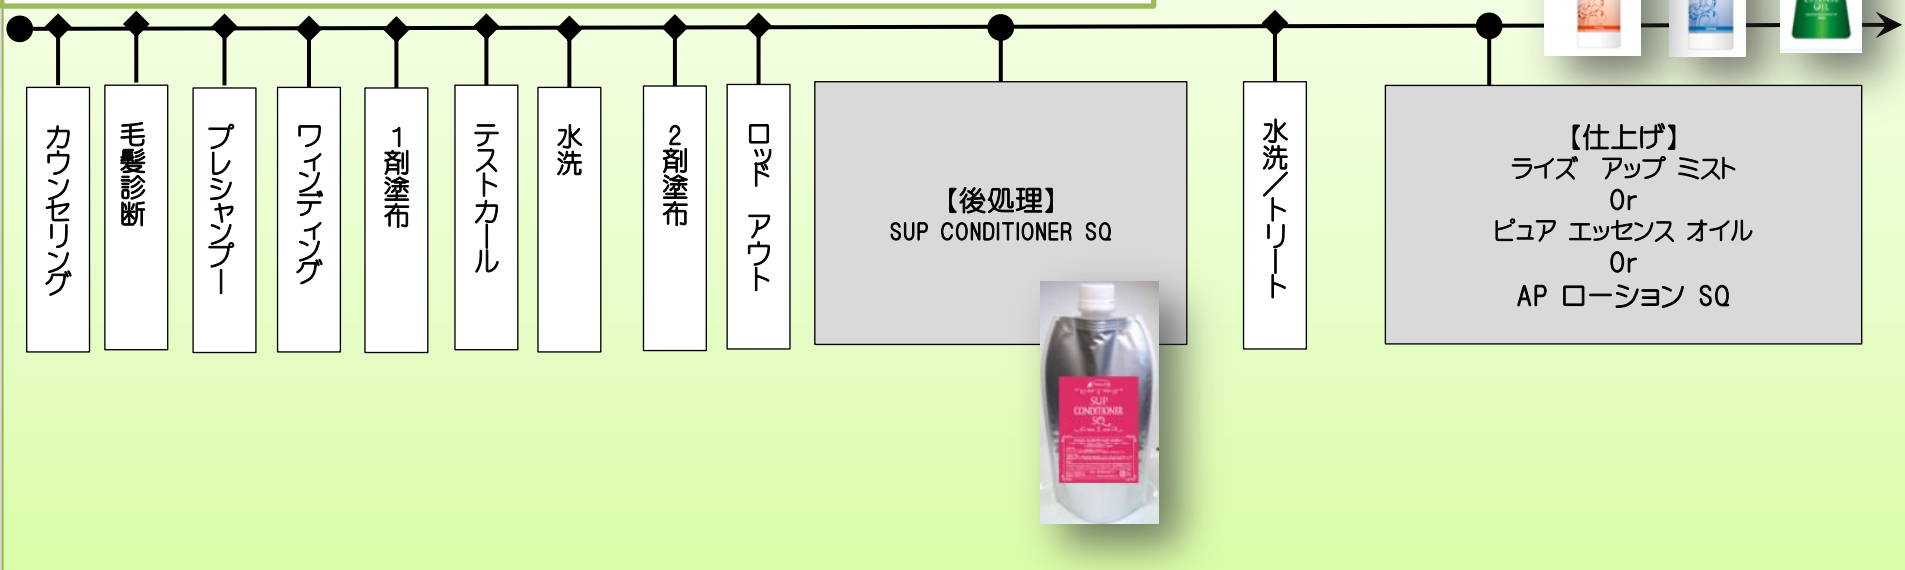 カウンセリング
毛髪診断
プレシャンプー
ワィンディング
1剤塗布
テストカール
水洗
2剤塗布
ロッド アウト
【後処理】
SUP CONDITIONER SQ
水洗／トリート
【仕上げ】
ライズ アップ ミスト
Or
ピュア エッセンス オイル
Or
AP ローション SQ
OIL
SUP
CONDITIONER
SQ